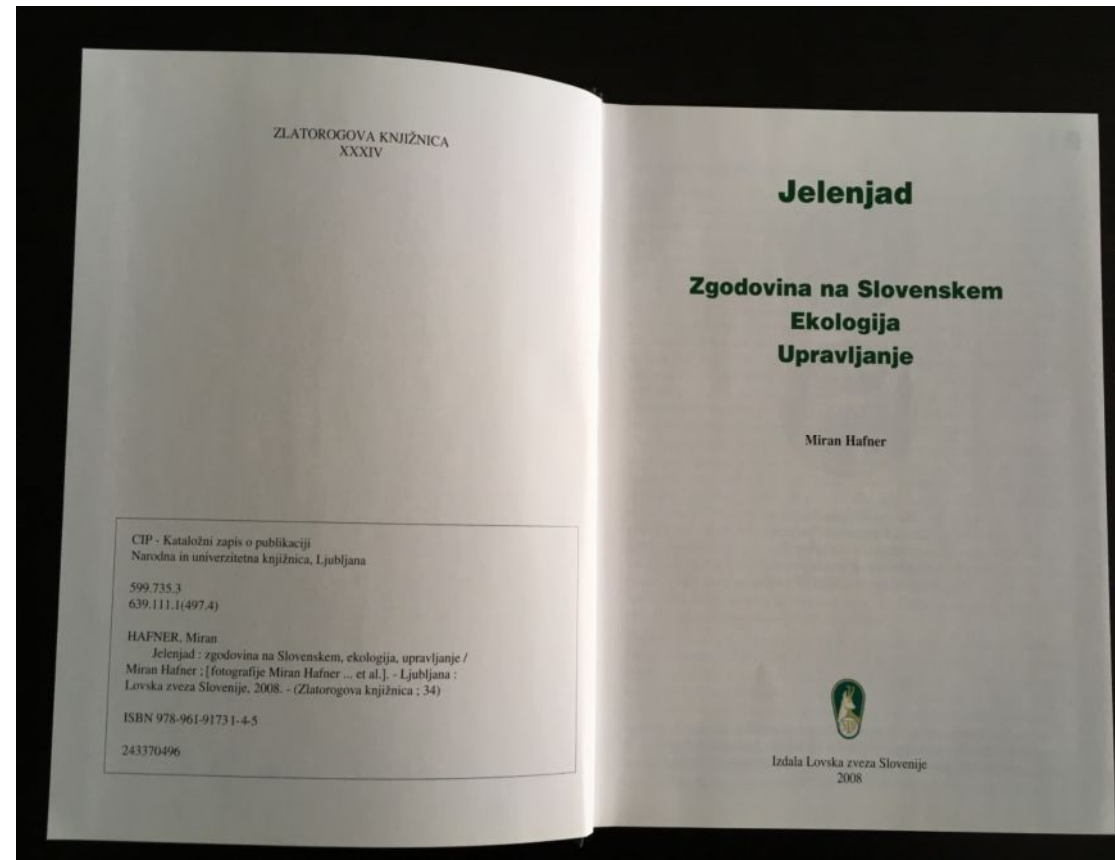 ZLATOROGOVA KNJIŽNICA
XXXIV
CIP - Kataložni zapis o publikaciji
Narodna in univerzitetna knjižnica, Ljubljana
599.735.3
639.111.1(497.4)
HAFNER, Miran
Jelenjad : zgodovina na Slovenskem, ekologija, upravljanje /
Miran Hafner ; [fotografije Miran Hafner ... et al.]. - Ljubljana :
Lovska zveza Slovenije, 2008. - (Zlatorogova knjižnica ; 34)
ISBN 978-961-91731-4-5
243370496
Jelenjad
Zgodovina na Slovenskem
Ekologija
Upravljanje
Miran Hafner
Izdala Lovska zveza Slovenije
2008